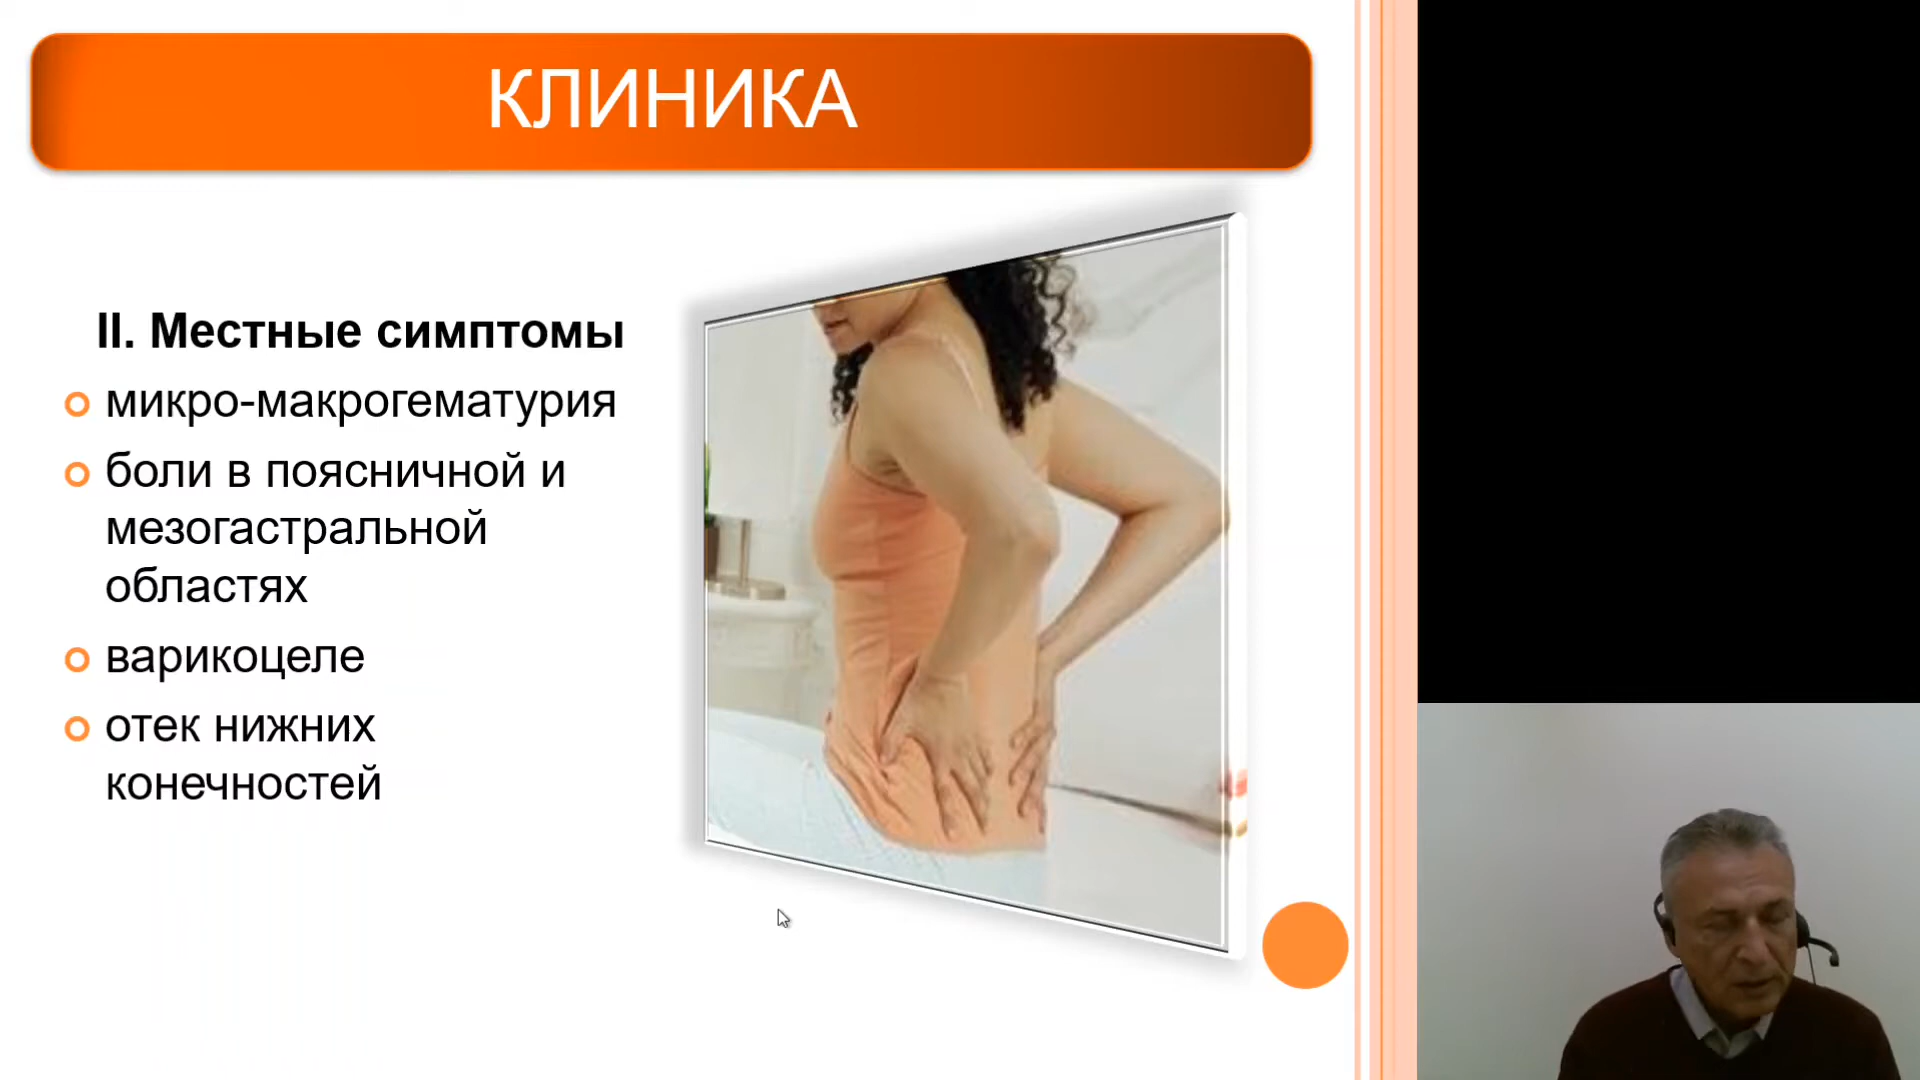 КЛИНИКА
II. Местные симптомы
микро-макрогематурия
боли в поясничной и
мезогастральной
областях
варикоцеле
отек нижних
конечностей